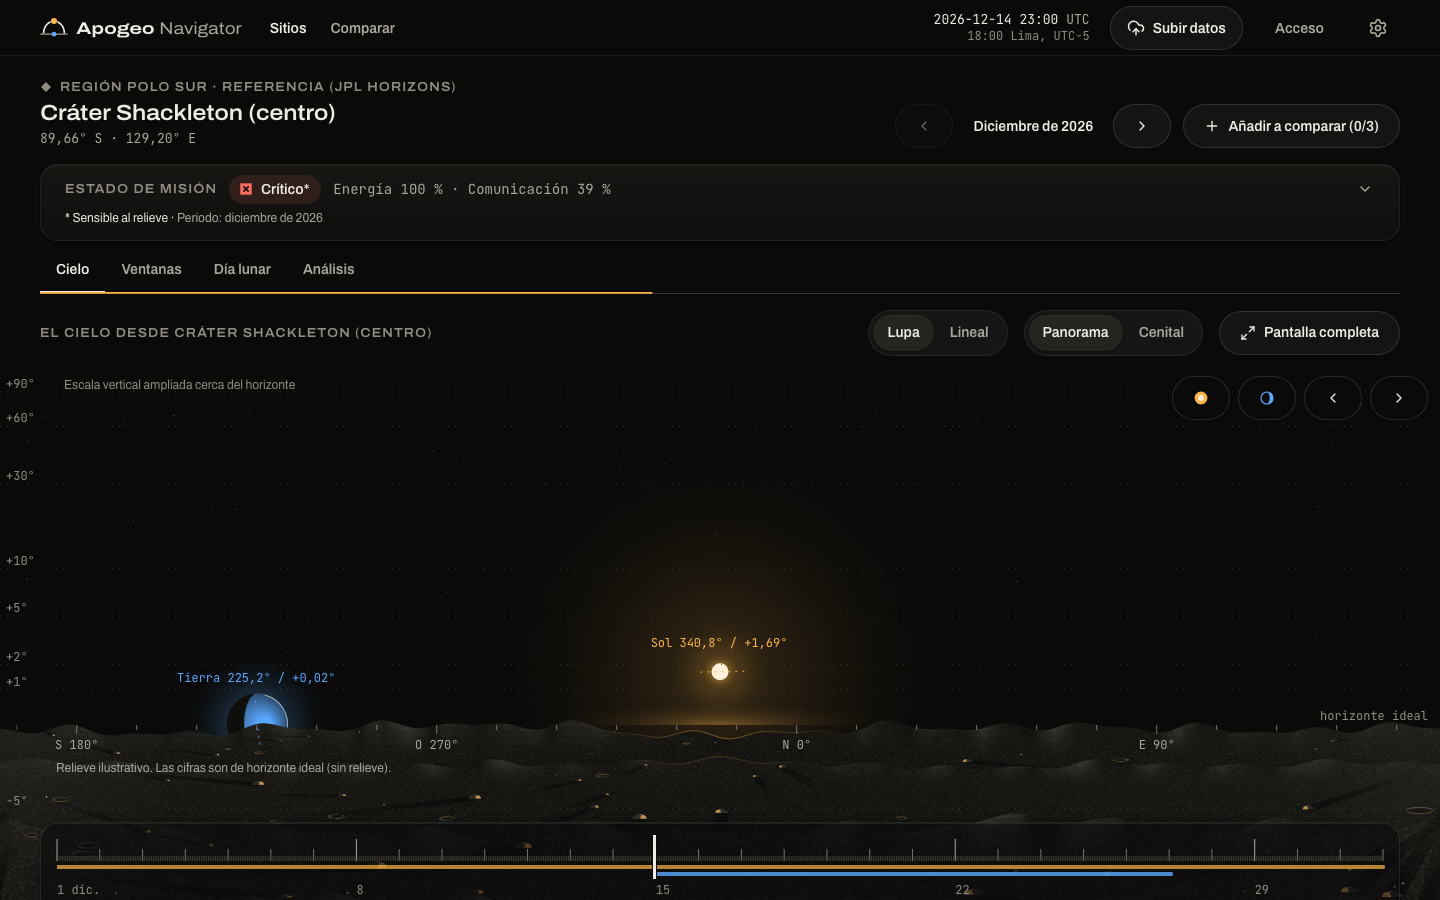 Apogeo Navigator
Sitios
Comparar
2026-12-14 23:00 UTC
18:00 Lima, UTC-5
Subir datos
Acceso
REGIÓN POLO SUR · REFERENCIA (JPL HORIZONS)
Cráter Shackleton (centro)
89,66° S · 129,20° E
Diciembre de 2026
Añadir a comparar (0/3)
ESTADO DE MISIÓN
Crítico*
Energía 100 % · Comunicación 39 %
* Sensible al relieve · Periodo: diciembre de 2026
Cielo
Ventanas
Día lunar
Análisis
EL CIELO DESDE CRÁTER SHACKLETON (CENTRO)
Lupa
Lineal
Panorama
Cenital
Pantalla completa
+90°
Escala vertical ampliada cerca del horizonte
+60°
+30°
+10°
+5°
+2°
+1°
Sol 340,8° / +1,69°
Tierra 225,2° / +0,02°
horizonte ideal
S 180°
O 270°
N 0°
E 90°
Relieve ilustrativo. Las cifras son de horizonte ideal (sin relieve).
-5°
1 dic.
8
15
22
29